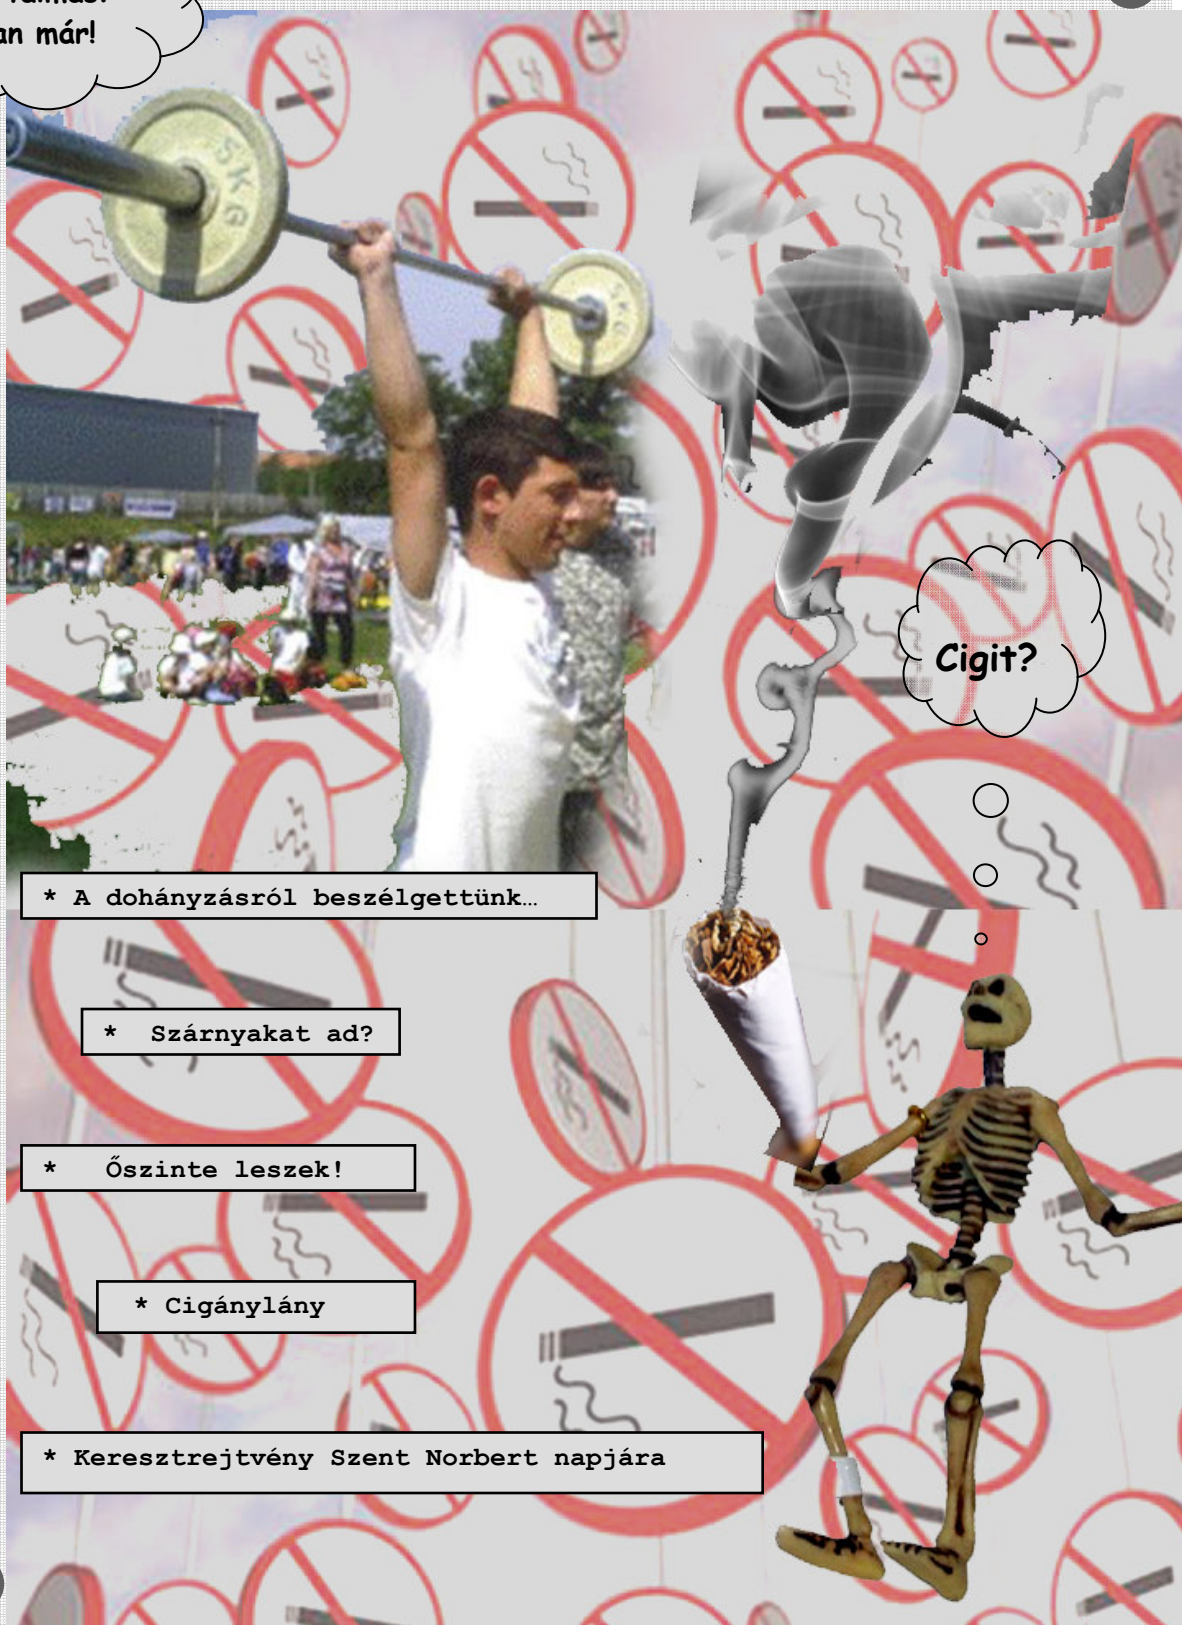 an már!
5KG
5KG
Cigit?
* A dohányzásról beszélgettünk…
* Szárnyakat ad?
* Őszinte leszek!
* Cigánylány
* Keresztrejtvény Szent Norbert napjára